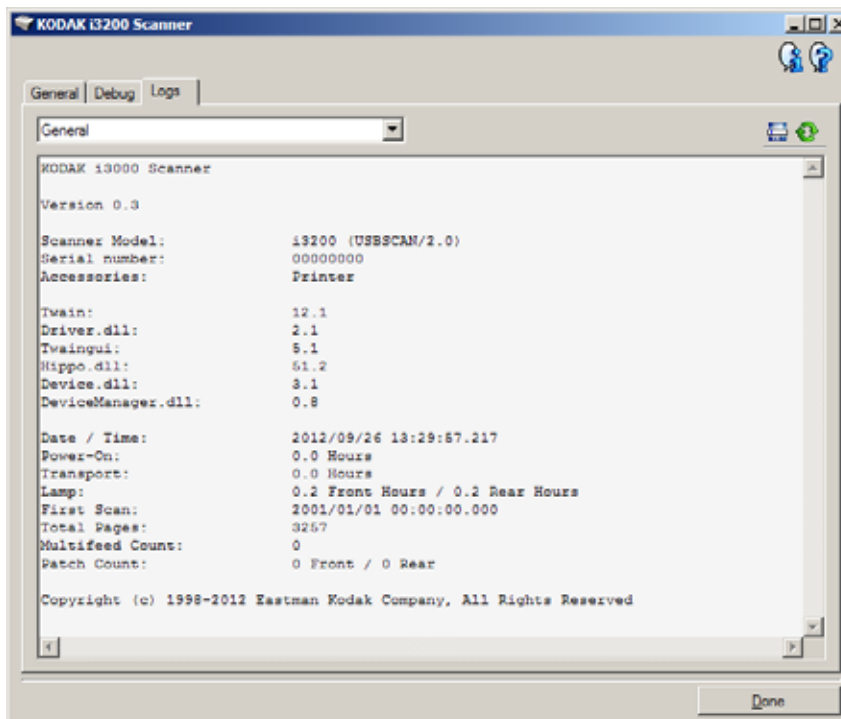 KODAK i3200 Scanner
General Debug Logs
General
KODAK i3000 Scanner
Version 0.3
Scanner Model: i3200 (USBSCAN/2.0)
Serial number: 00000000
Accessories: Printer
Twain: 12.1
Driver.dll: 2.1
Twaingui: 5.1
Hippo.dll: 51.2
Device.dll: 3.1
DeviceManager.dll: 0.8
Date / Time: 2012/09/26 13:29:57.217
Power-On: 0.0 Hours
Transport: 0.0 Hours
Lamp: 0.2 Front Hours / 0.2 Rear Hours
First Scan: 2001/01/01 00:00:00.000
Total Pages: 3257
Multifeed Count: 0
Patch Count: 0 Front / 0 Rear
Copyright (c) 1998-2012 Eastman Kodak Company, All Rights Reserved
Done